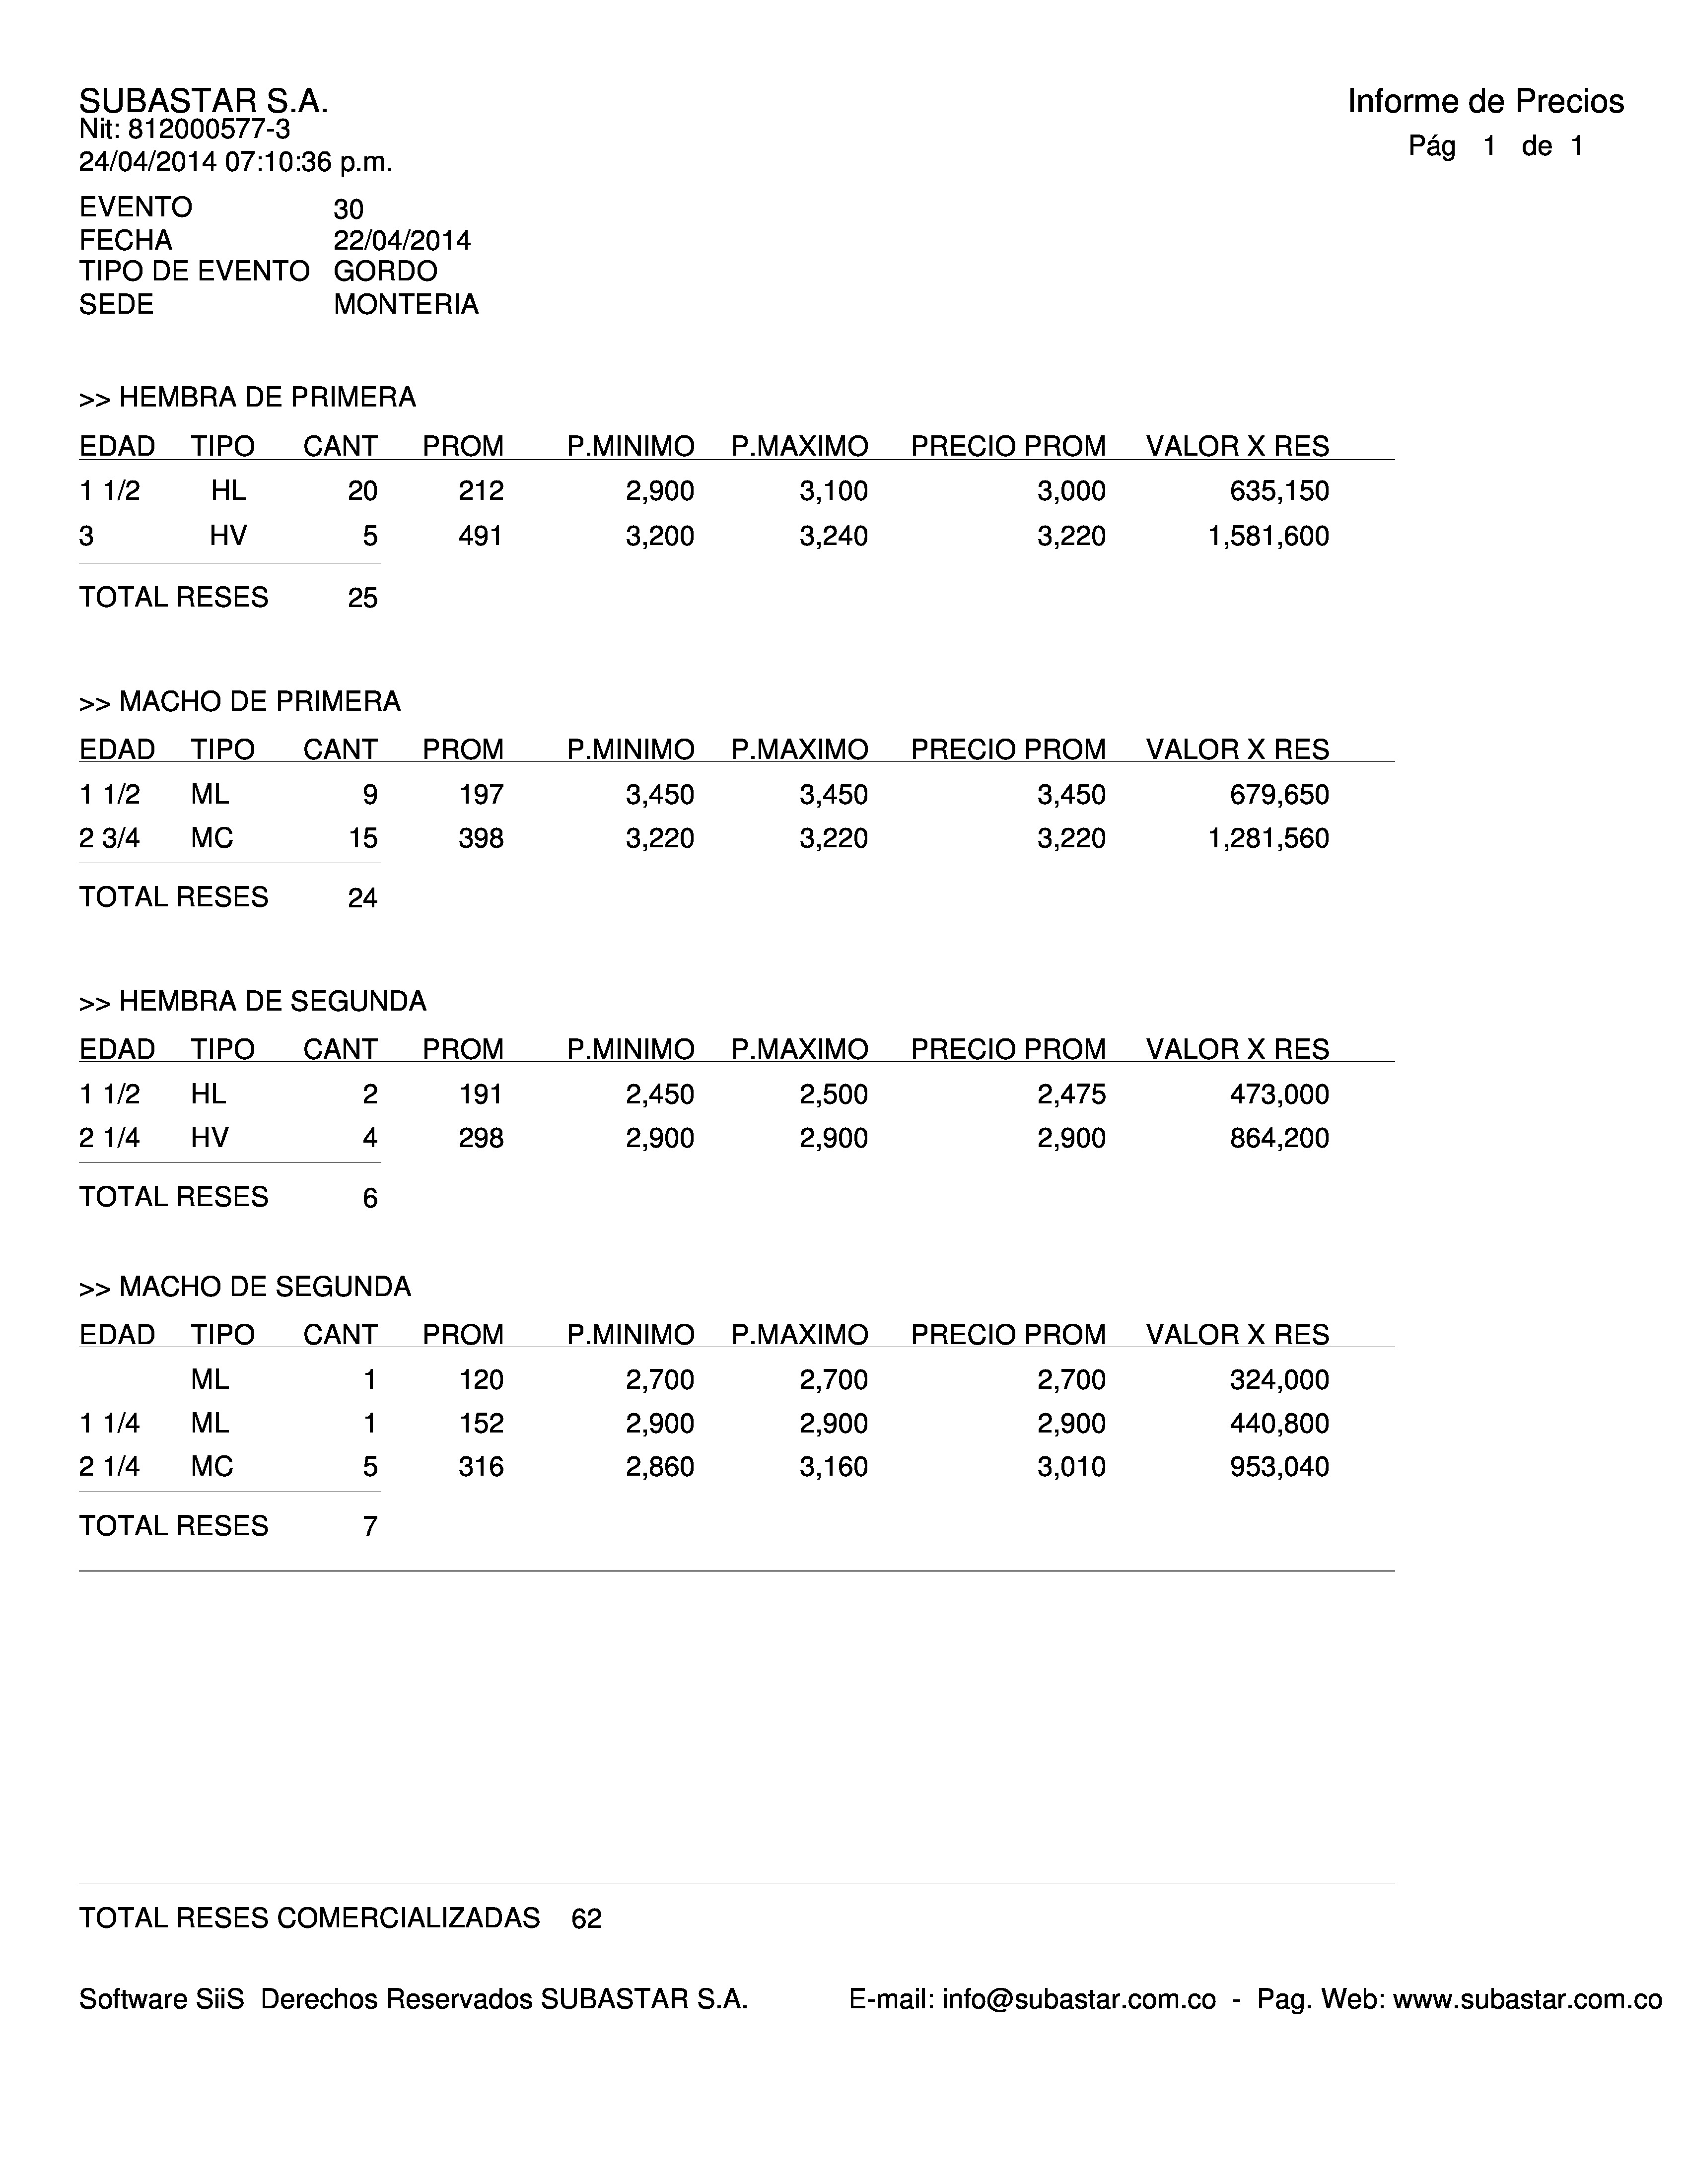 SUBASTAR S.A.
Informe de Precios
Nit: 812000577-3
Pág 1 de 1
24/04/2014 07:10:36 p.m.
EVENTO 30
FECHA 22/04/2014
TIPO DE EVENTO GORDO
SEDE MONTERIA
>> HEMBRA DE PRIMERA
EDAD TIPO CANT PROM P.MINIMO P.MAXIMO PRECIO PROM VALOR X RES
1 1/2 HL 20 212 2,900 3,100 3,000 635,150
3 HV 5 491 3,200 3,240 3,220 1,581,600
TOTAL RESES 25
>> MACHO DE PRIMERA
EDAD TIPO CANT PROM P.MINIMO P.MAXIMO PRECIO PROM VALOR X RES
1 1/2 ML 9 197 3,450 3,450 3,450 679,650
2 3/4 MC 15 398 3,220 3,220 3,220 1,281,560
TOTAL RESES 24
>> HEMBRA DE SEGUNDA
EDAD TIPO CANT PROM P.MINIMO P.MAXIMO PRECIO PROM VALOR X RES
1 1/2 HL 2 191 2,450 2,500 2,475 473,000
2 1/4 HV 4 298 2,900 2,900 2,900 864,200
TOTAL RESES 6
>> MACHO DE SEGUNDA
EDAD TIPO CANT PROM P.MINIMO P.MAXIMO PRECIO PROM VALOR X RES
ML 1 120 2,700 2,700 2,700 324,000
1 1/4 ML 1 152 2,900 2,900 2,900 440,800
2 1/4 MC 5 316 2,860 3,160 3,010 953,040
TOTAL RESES 7
TOTAL RESES COMERCIALIZADAS 62
Software SiiS Derechos Reservados SUBASTAR S.A. E-mail: info@subastar.com.co - Pag. Web: www.subastar.com.co